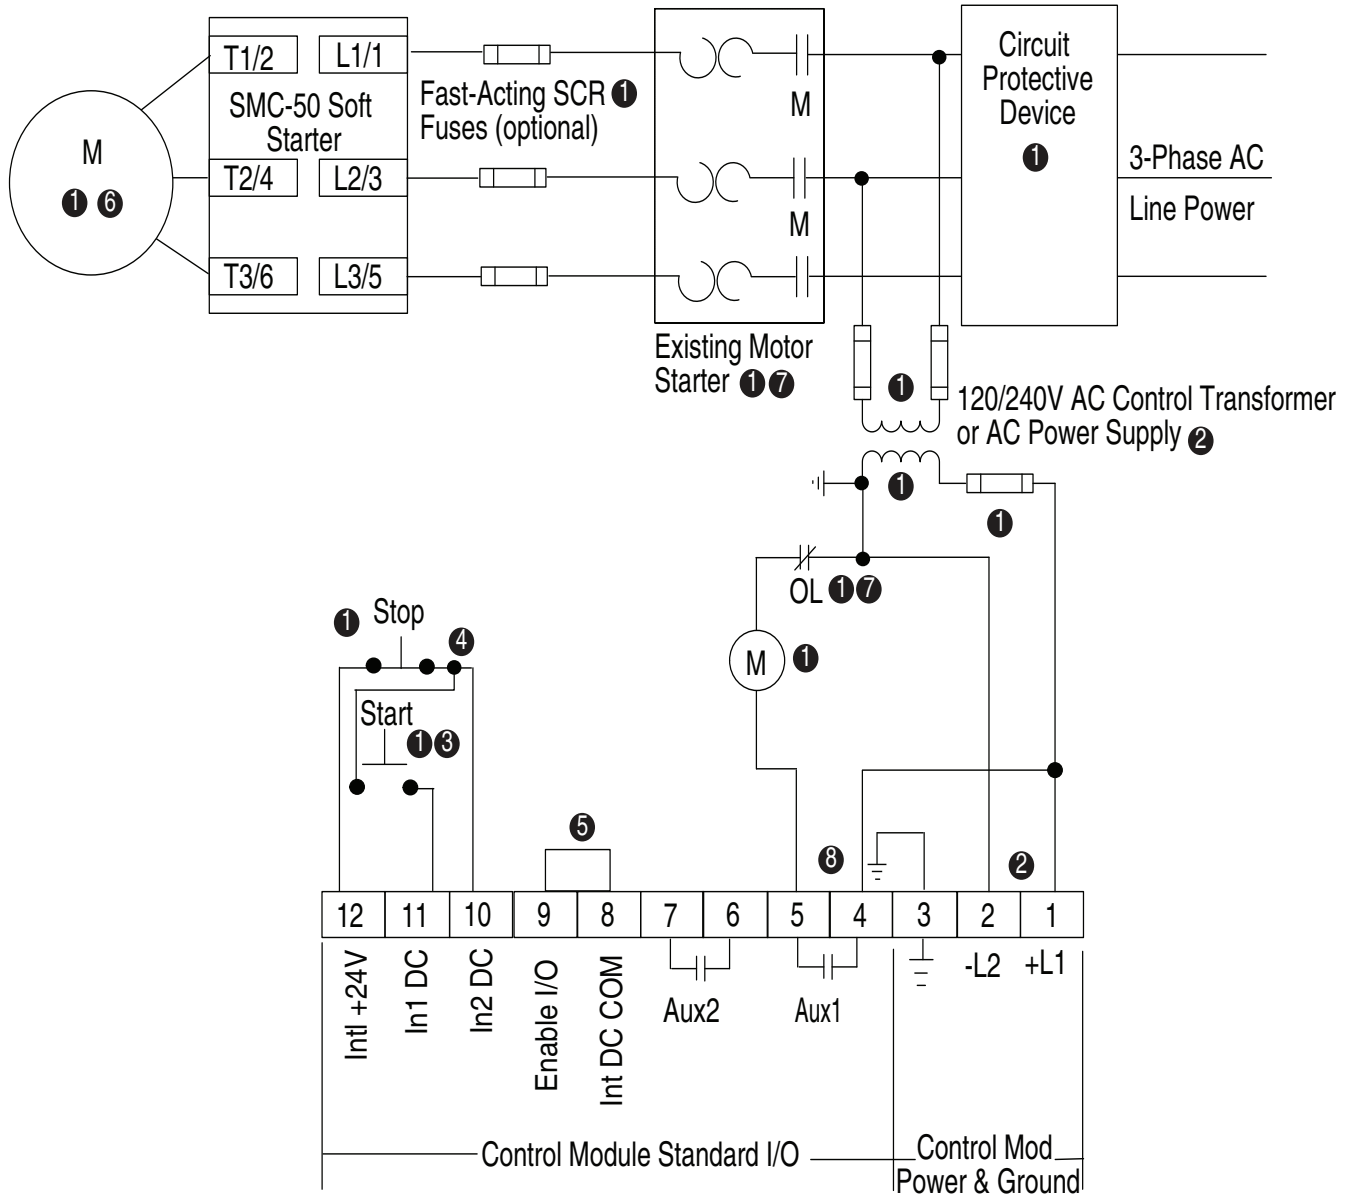 T1/2 L1/1
SMC-50 Soft
Starter
T2/4 L2/3
T3/6 L3/5
M
❶ ❻
Fast-Acting SCR ❶
Fuses (optional)
M
M
Existing Motor
Starter ❶❼
Circuit
Protective
Device
❶
3-Phase AC
Line Power
❶
120/240V AC Control Transformer
or AC Power Supply ❷
❶
❶
OL ❶❼
M ❶
❶ Stop
❹
Start
❶❸
❺
❽
❷
12 11 10 9 8 7 6 5 4 3 2 1
Intl +24V
In1 DC
In2 DC
Enable I/O
Int DC COM
Aux2
Aux1
-L2
+L1
Control Module Standard I/O
Control Mod
Power & Ground